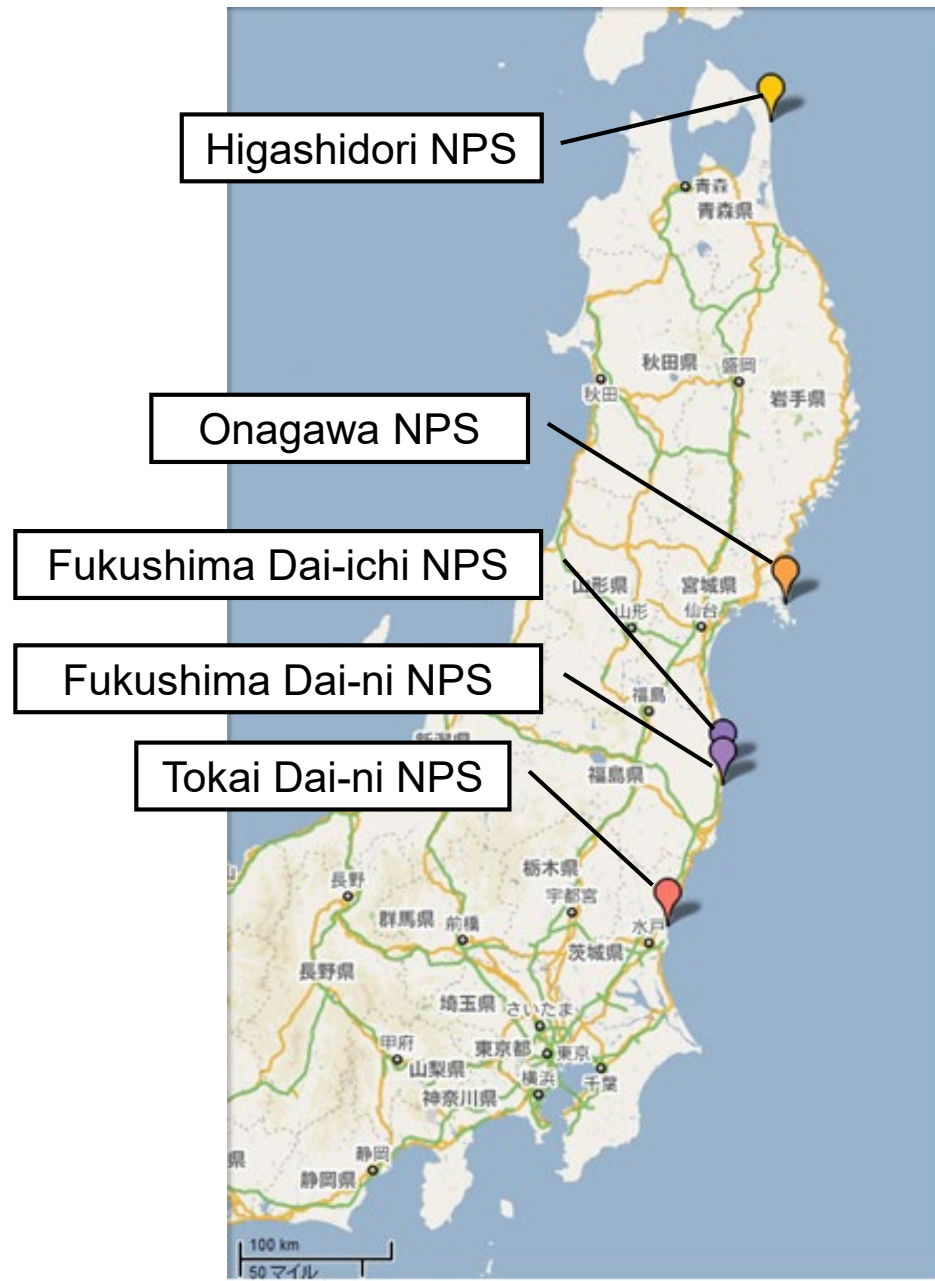 Higashidori NPS
青森
青森県
秋田県
盛岡
秋田
岩手県
Onagawa NPS
Fukushima Dai-ichi NPS
山形県
宮城県
山形
仙台
Fukushima Dai-ni NPS
福島
新潟県
福島県
Tokai Dai-ni NPS
栃木県
長野
宇都宮
群馬県
前橋
水戸
茨城県
長野県
埼玉県
さいたま
甲府
東京都
東京
山梨県
横浜
千葉
神奈川県
静岡
県
静岡県
100 km
50 マイル